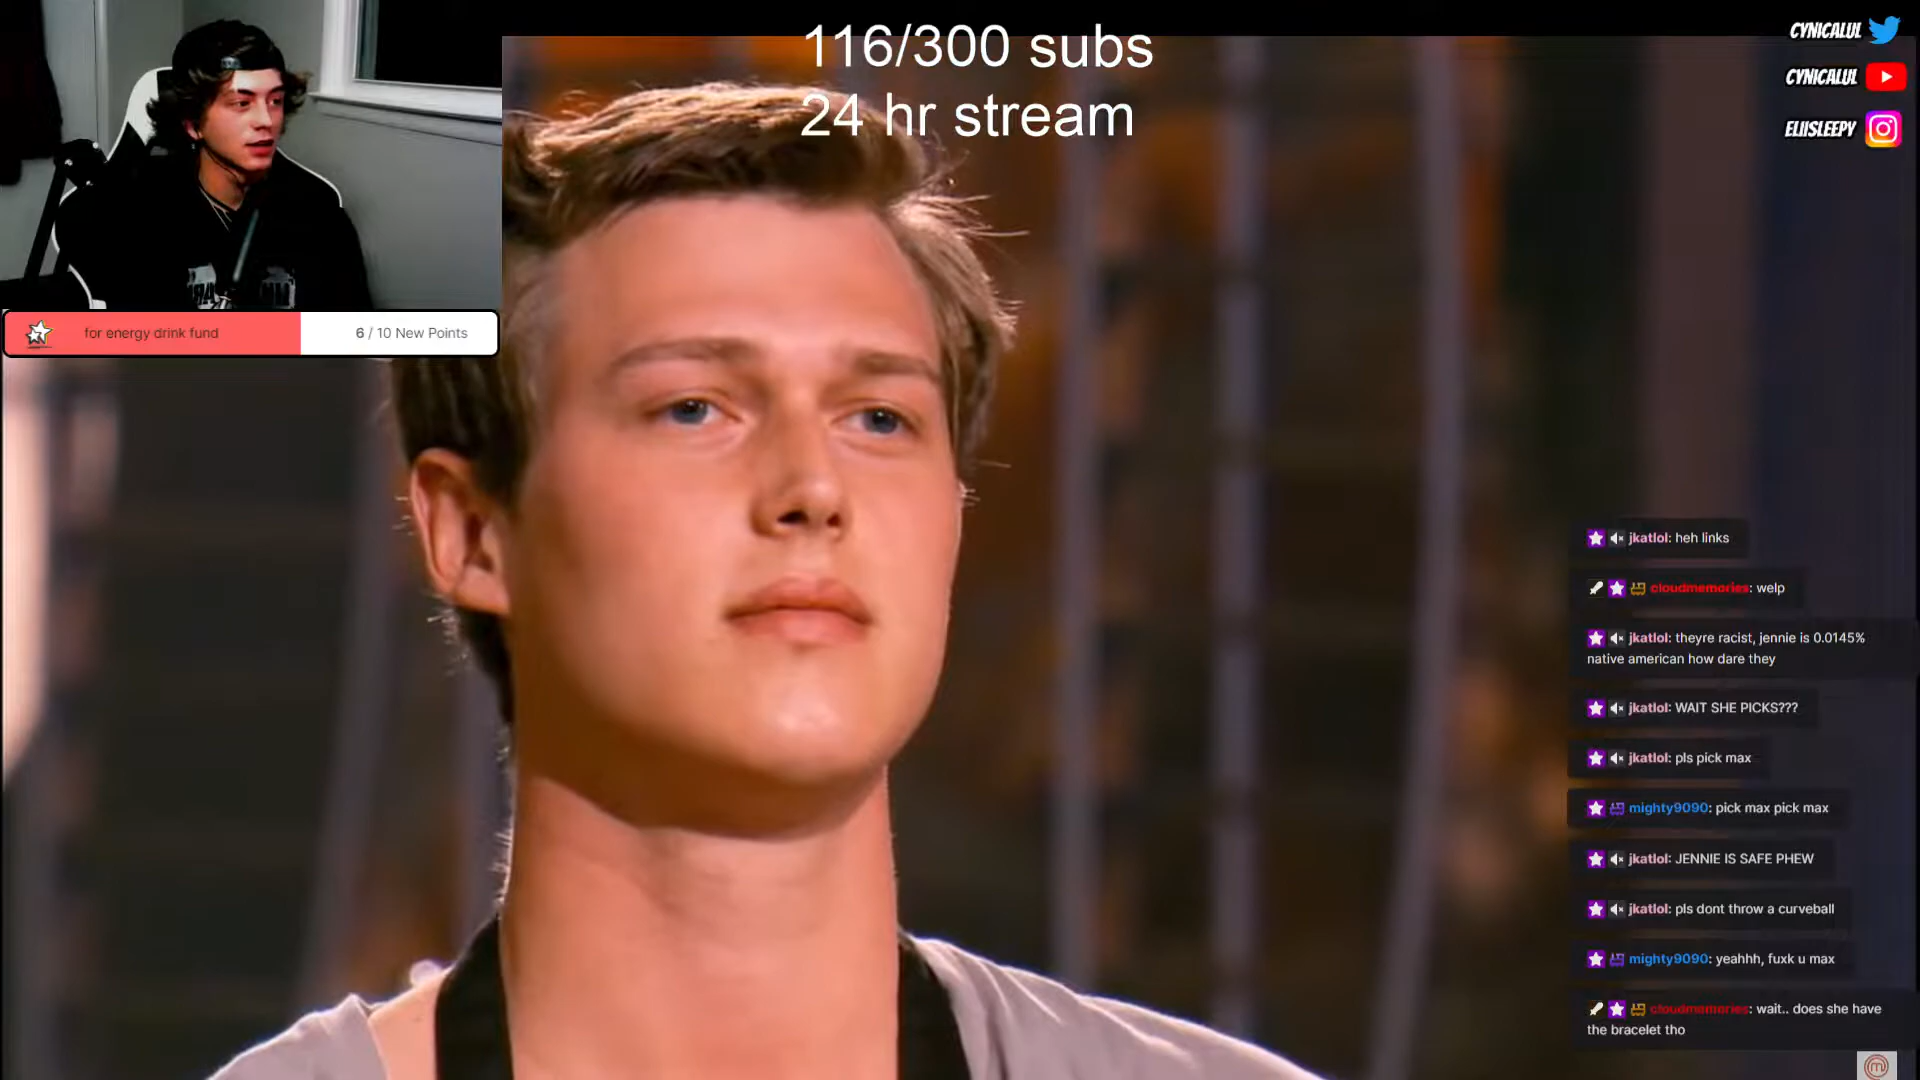 116/300 subs
24 hr stream
CYNICALUL
CYNICALUL
ELIISLEEPY
for energy drink fund
6 / 10 New Points
jkatlol: heh links
cloudmemories: welp
jkatlol: theyre racist, jennie is 0.0145%
native american how dare they
jkatlol: WAIT SHE PICKS???
jkatlol: pls pick max
mighty9090: pick max pick max
jkatlol: JENNIE IS SAFE PHEW
jkatlol: pls dont throw a curveball
mighty9090: yeahhh, fuxk u max
cloudmemories: wait.. does she have
the bracelet tho